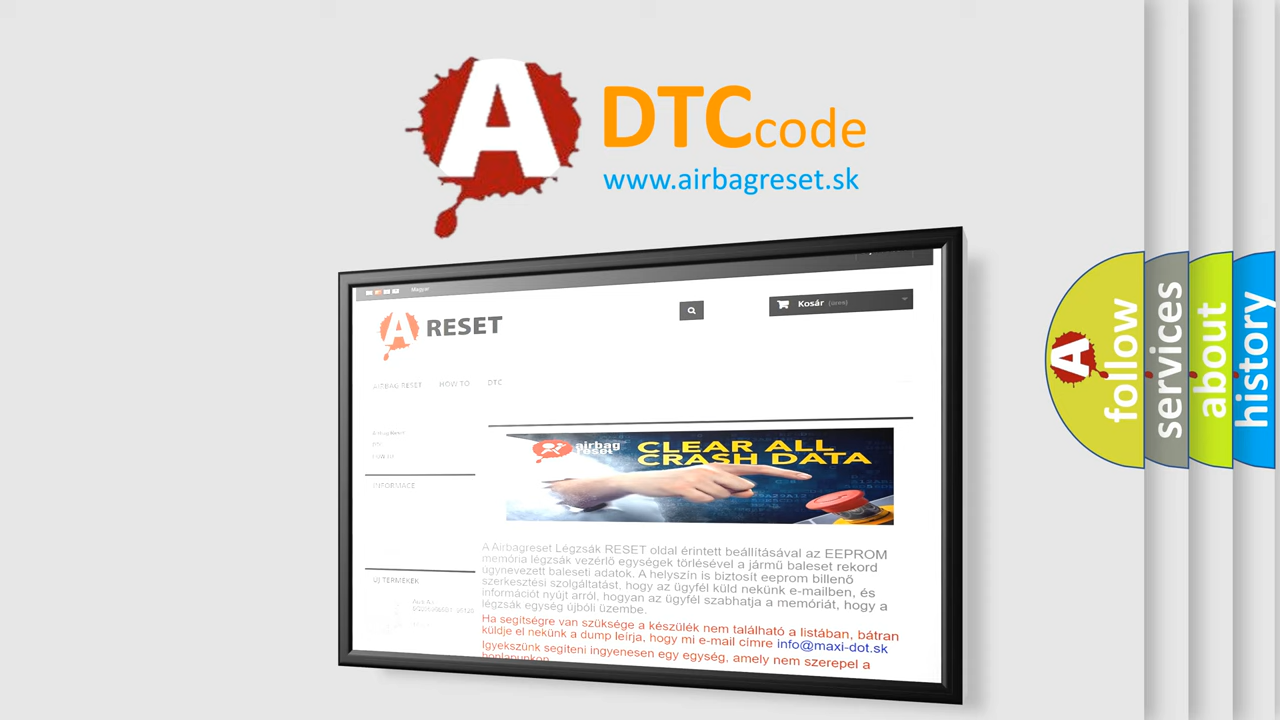 A
DTCcode
www.airbagreset.sk
Magyar
Kosár (üres)
A RESET
AIRBAG RESET HOW TO DTC
INFORMACE
airbag
reset
CLEAR ALL
CRASH DATA
A Airbagreset Légzsák RESET oldal érintett beállításával az EEPROM
memória légzsák vezérlő egységek törlésével a jármű baleset rekord
úgynevezett baleseti adatok. A helyszín is biztosít eeprom billenő
szerkesztési szolgáltatást, hogy az ügyfél küld nekünk e-mailben, és
információt nyújt arról, hogyan az ügyfél szabhatja a memóriát, hogy a
légzsák egység újbóli üzembe.
Ha segítségre van szüksége a készülék nem található a listában, bátran
küldje el nekünk a dump leírja, hogy mi e-mail címre info@maxi-dot.sk
Igyekszünk segíteni ingyenesen egy egység, amely nem szerepel a
honlapunkon
ÚJ TERMÉKEK
A
follow
services
about
history